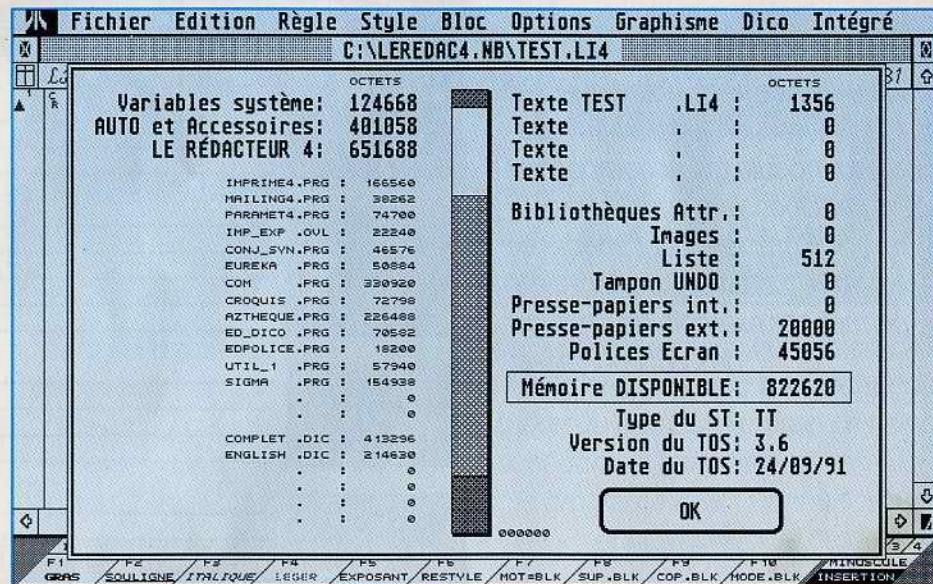 Fichier Edition Règle Style Bloc Options Graphisme Dico Intégré
C:\LEREDAC4.NB\TEST.LI4
OCTETS
Variables système: 124668
AUTO et Accessoires: 401058
LE RÉDACTEUR 4: 651688
IMPRIME4.PRG : 166560
MAILING4.PRG : 38262
PARAMET4.PRG : 74700
IMP_EXP .OVL : 22240
CONJ_SYN.PRG : 46576
EUREKA .PRG : 50884
COM .PRG : 330920
CROQUIS .PRG : 72798
AZTHEQUE.PRG : 226488
ED_DICO .PRG : 70582
EDPOLICE.PRG : 18200
UTIL_1 .PRG : 57940
SIGMA .PRG : 154938
. : 0
. : 0
COMPLET .DIC : 413296
ENGLISH .DIC : 214630
. : 0
. : 0
. : 0
OCTETS
Texte TEST .LI4 : 1356
Texte . : 0
Texte . : 0
Texte . : 0
Bibliothèques Attr.: 0
Images : 0
Liste : 512
Tampon UNDO : 0
Presse-papiers int.: 0
Presse-papiers ext.: 20000
Polices Ecran : 45056
Mémoire DISPONIBLE: 822620
Type du ST: TT
Version du TOS: 3.6
Date du TOS: 24/09/91
OK
000000
F1 F2 F3 F4 F5 F6 F7 F8 F9 F10 MINUSCULE
GRAS SOULIGNE ITALIQUE LEGER EXPOSANT RESTYLE MOT=BLK SUP.BLK COP.BLK MODE.BLK INSERTION